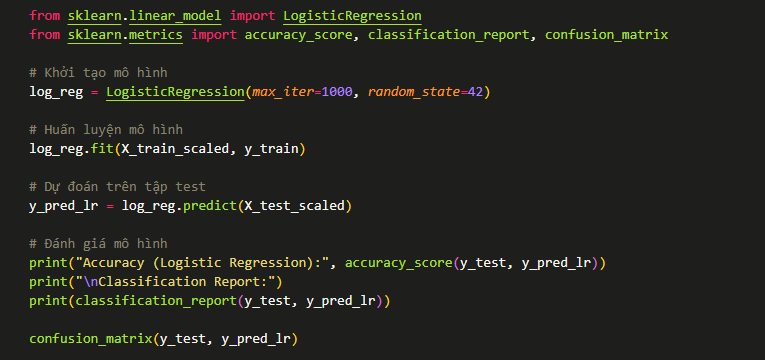 from sklearn.linear_model import LogisticRegression
from sklearn.metrics import accuracy_score, classification_report, confusion_matrix
# Khởi tạo mô hình
log_reg = LogisticRegression(max_iter=1000, random_state=42)
# Huấn luyện mô hình
log_reg.fit(X_train_scaled, y_train)
# Dự đoán trên tập test
y_pred_lr = log_reg.predict(X_test_scaled)
# Đánh giá mô hình
print("Accuracy (Logistic Regression):", accuracy_score(y_test, y_pred_lr))
print("\nClassification Report:")
print(classification_report(y_test, y_pred_lr))
confusion_matrix(y_test, y_pred_lr)